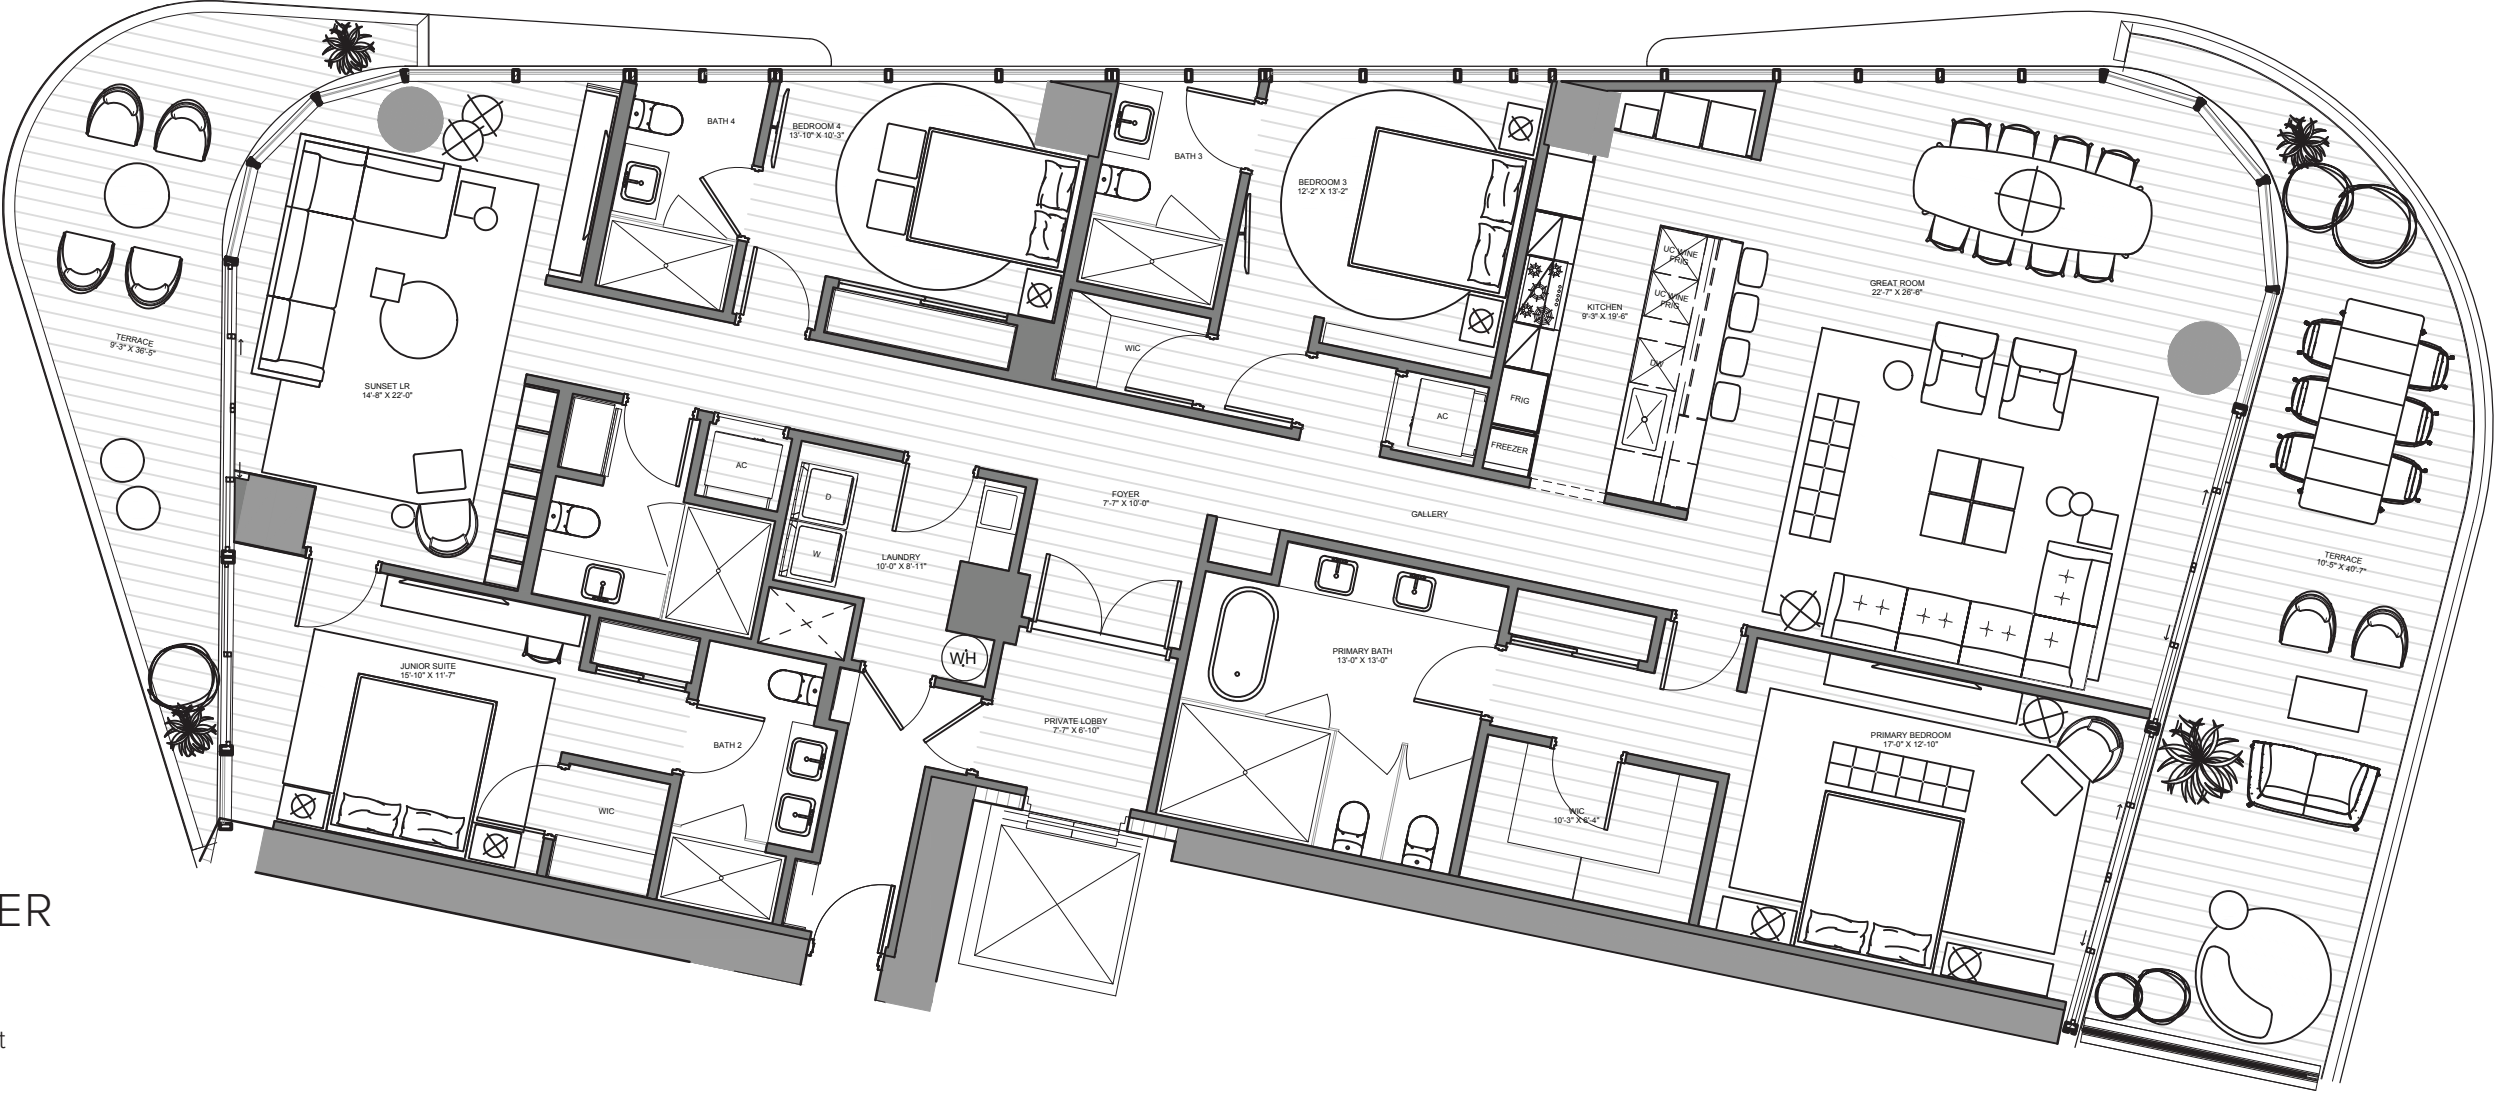 BATH 4
BEDROOM 4
13'-10" X 10'-3"
BATH 3
BEDROOM 3
12'-2" X 13'-2"
UC WINE
FRIG
UC WINE
FRIG
KITCHEN
9'-3" X 19'-6"
GREAT ROOM
22'-7" X 26'-6"
TERRACE
9'-3" X 36'-5"
SUNSET LR
14'-8" X 22'-0"
WIC
DW
FRIG
AC
FREEZER
AC
D
W
LAUNDRY
10'-0" X 8'-11"
FOYER
7'-7" X 10'-0"
GALLERY
TERRACE
10'-5" X 40'-7"
WH
JUNIOR SUITE
15'-10" X 11'-7"
PRIMARY BATH
13'-0" X 13'-0"
BATH 2
PRIVATE LOBBY
7'-7" X 6'-10"
PRIMARY BEDROOM
17'-0" X 12'-10"
WIC
WIC
10'-3" X 6'-4"
ER
t